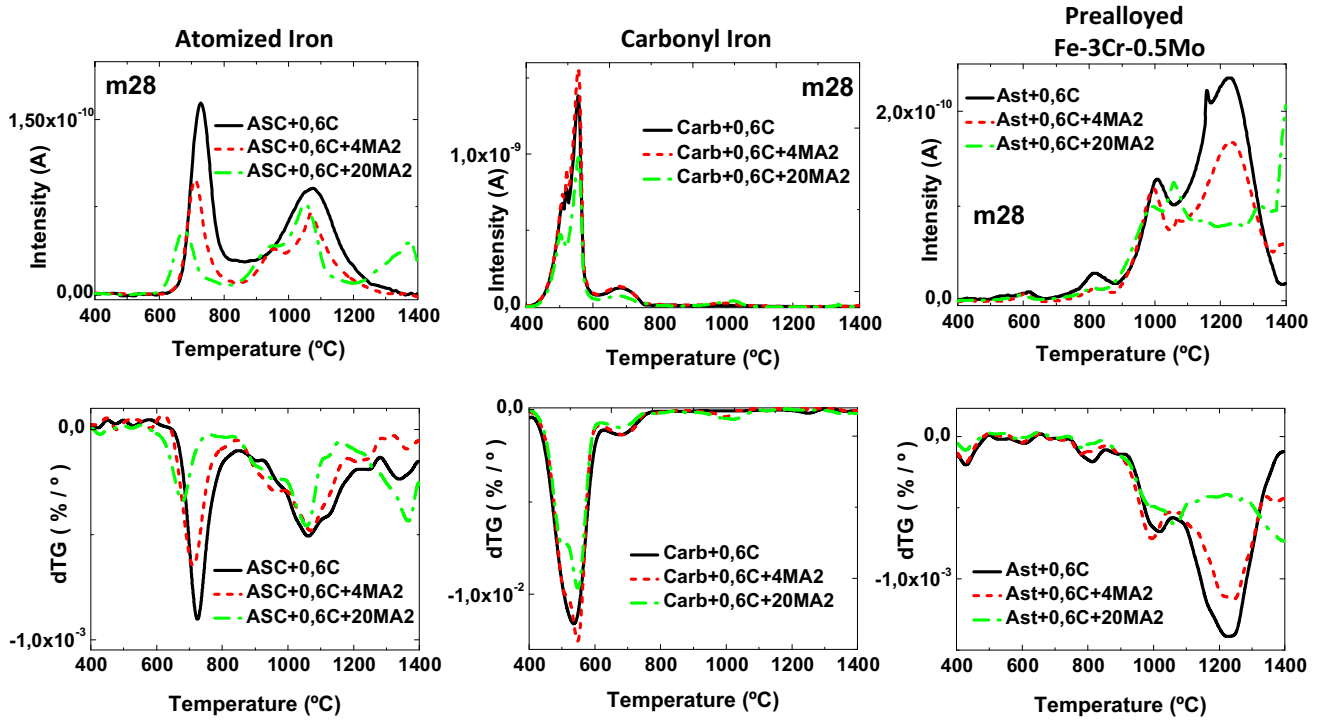 Atomized Iron
m28
Intensity (A)
1,50x10⁻¹⁰
0,00
ASC+0,6C
ASC+0,6C+4MA2
ASC+0,6C+20MA2
400 600 800 1000 1200 1400
Temperature (ºC)
Carbonyl Iron
m28
Intensity (A)
1,0x10⁻⁹
0,0
Carb+0,6C
Carb+0,6C+4MA2
Carb+0,6C+20MA2
400 600 800 1000 1200 1400
Temperature (ºC)
Prealloyed
Fe-3Cr-0.5Mo
m28
Intensity (A)
2,0x10⁻¹⁰
0,0
Ast+0,6C
Ast+0,6C+4MA2
Ast+0,6C+20MA2
400 600 800 1000 1200 1400
Temperature (ºC)
dTG ( % / º )
0,0
-1,0x10⁻³
ASC+0,6C
ASC+0,6C+4MA2
ASC+0,6C+20MA2
400 600 800 1000 1200 1400
Temperature (ºC)
dTG ( % / º )
0,0
-1,0x10⁻²
Carb+0,6C
Carb+0,6C+4MA2
Carb+0,6C+20MA2
400 600 800 1000 1200 1400
Temperature (ºC)
dTG ( % / º )
0,0
-1,0x10⁻³
Ast+0,6C
Ast+0,6C+4MA2
Ast+0,6C+20MA2
400 600 800 1000 1200 1400
Temperature (ºC)